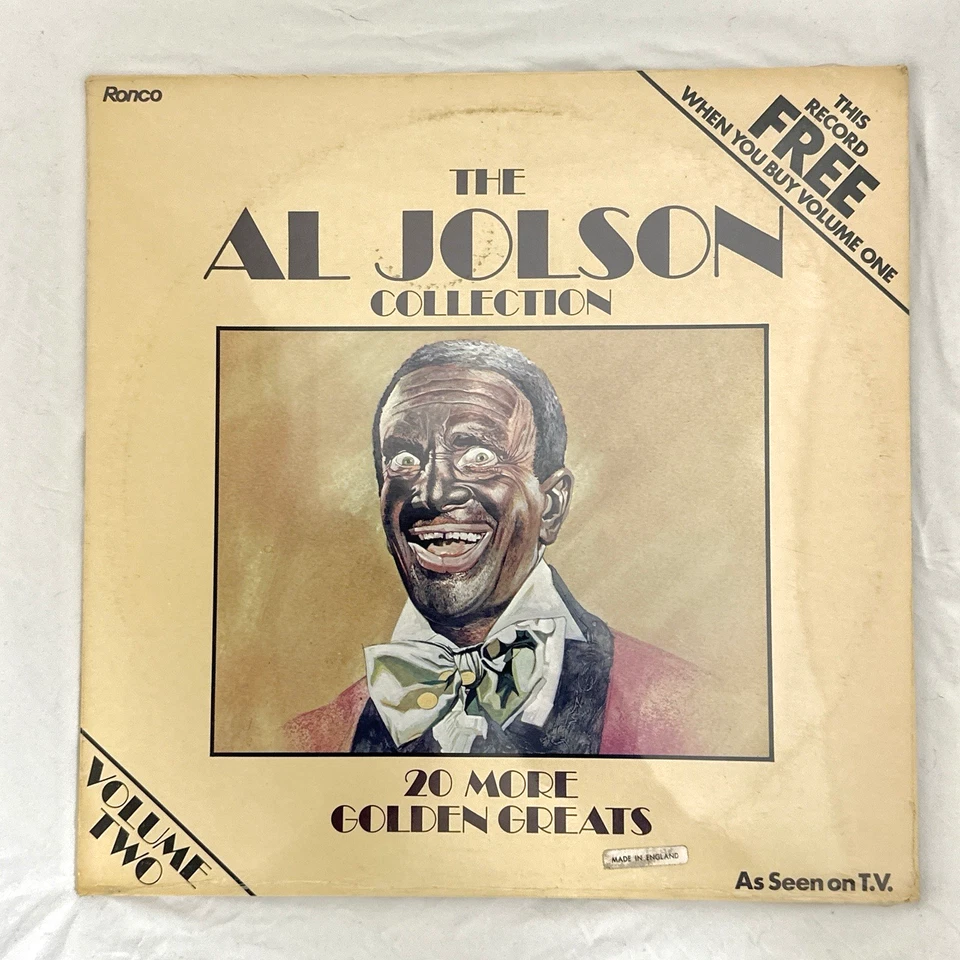 Ronco
THIS
RECORD
FREE
WHEN YOU BUY VOLUME ONE
THE
AL JOLSON
COLLECTION
20 MORE
GOLDEN GREATS
VOLUME
TWO
MADE IN ENGLAND
As Seen on T.V.